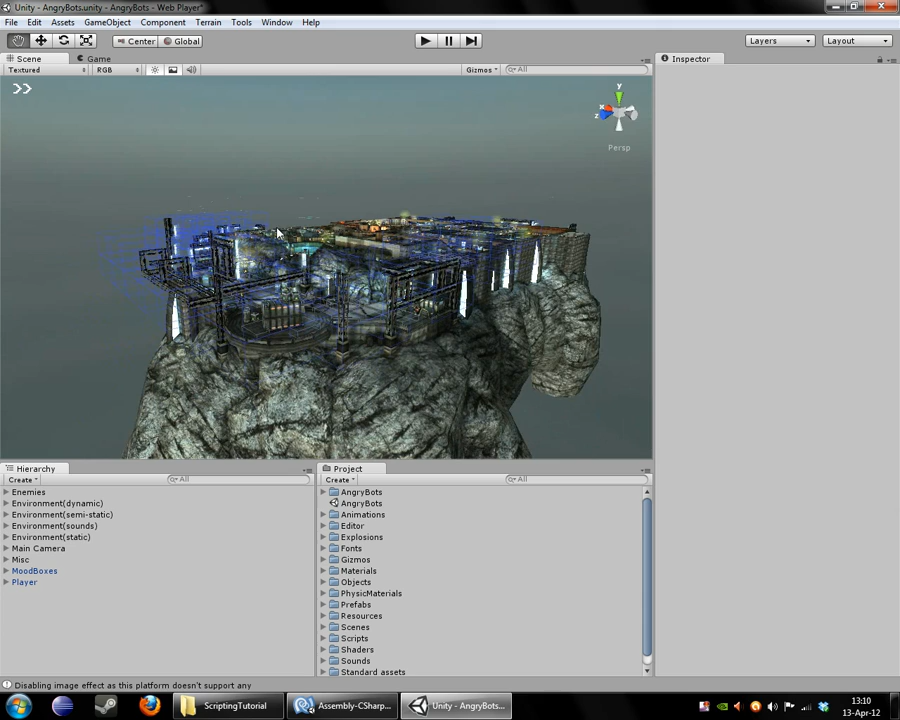 Unity - AngryBots.unity - AngryBots - Web Player*
File Edit Assets GameObject Component Terrain Tools Window Help
Center Global Layers Layout
Scene Game Inspector
Textured RGB Gizmos All
>>
y
x
z
Persp
Hierarchy Project
Create All Create All
Enemies
Environment(dynamic)
Environment(semi-static)
Environment(sounds)
Environment(static)
Main Camera
Misc
MoodBoxes
Player
AngryBots
AngryBots
Animations
Editor
Explosions
Fonts
Gizmos
Materials
Objects
PhysicMaterials
Prefabs
Resources
Scenes
Scripts
Shaders
Sounds
Standard assets
Disabling image effect as this platform doesn't support any
ScriptingTutorial Assembly-CSharp... Unity - AngryBots...
13:10
13-Apr-12